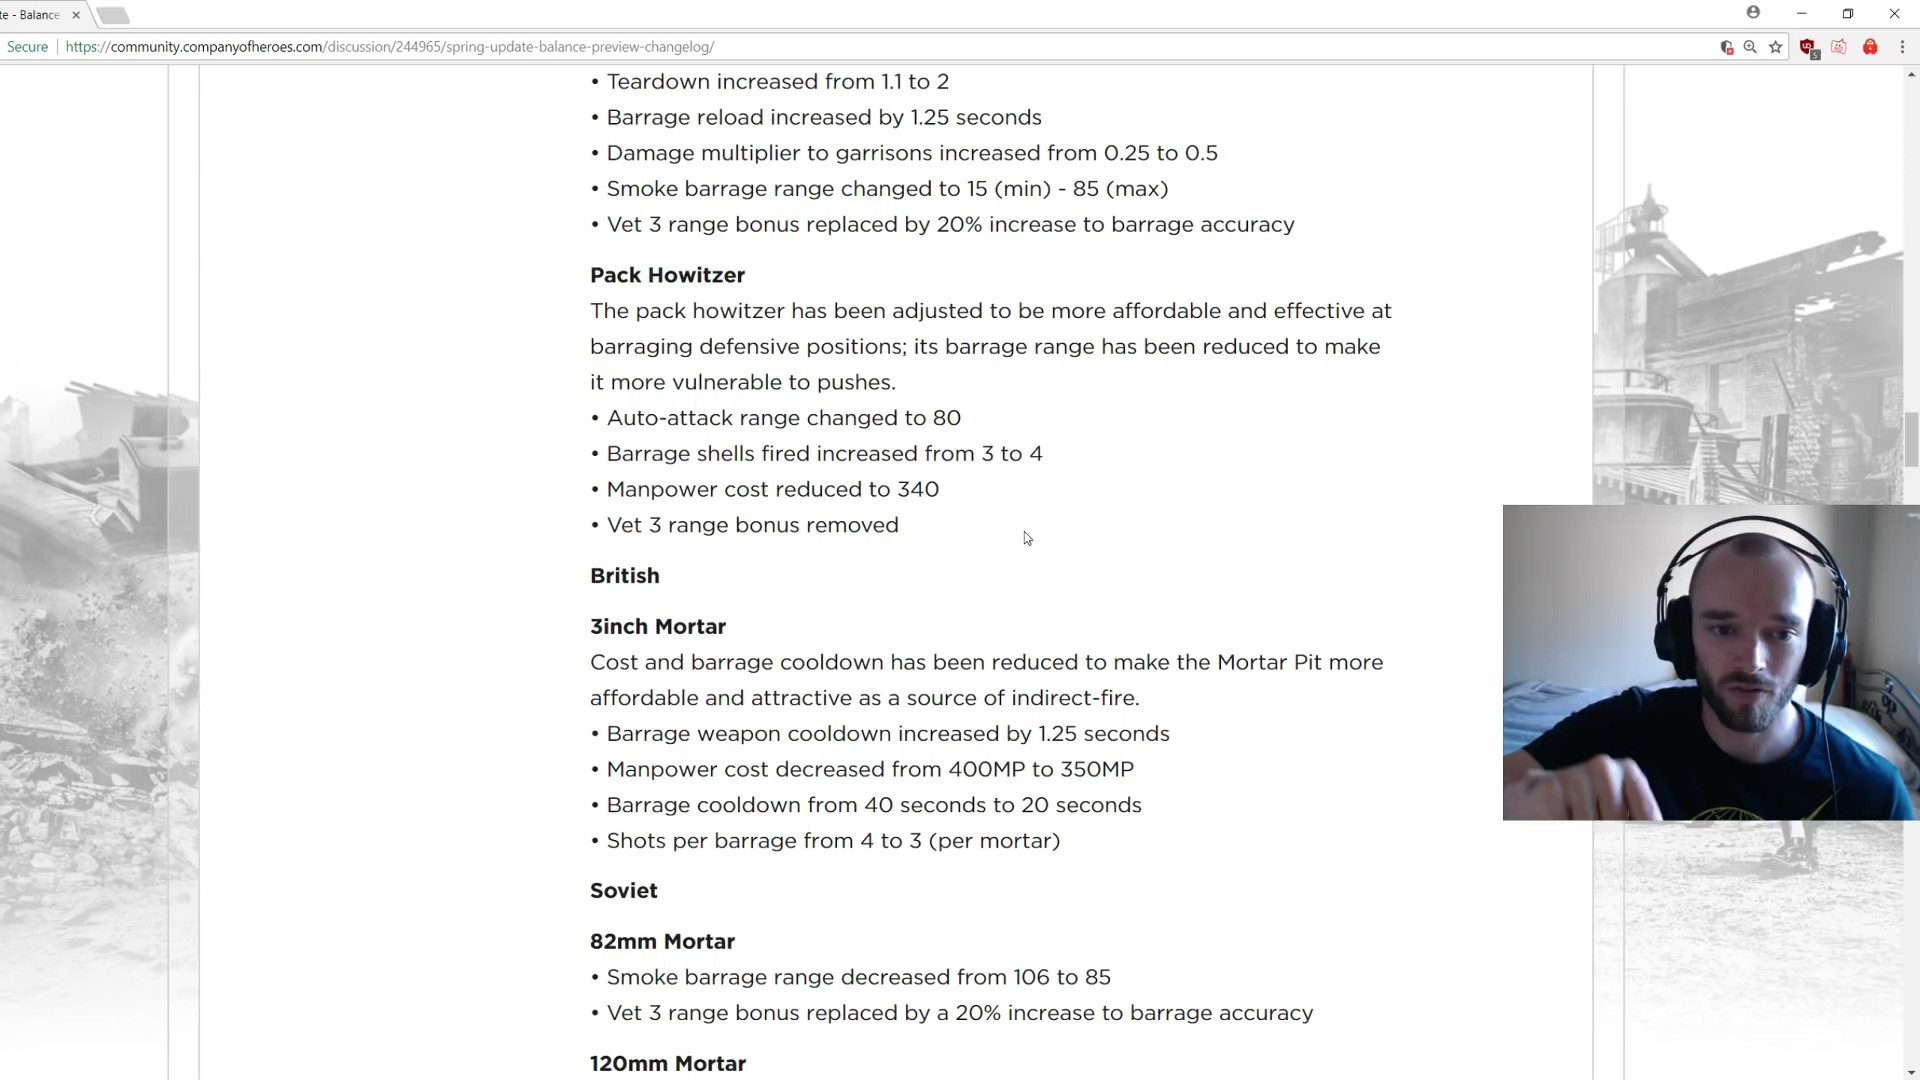 te - Balance
Secure https://community.companyofheroes.com/discussion/244965/spring-update-balance-preview-changelog/
• Teardown increased from 1.1 to 2
• Barrage reload increased by 1.25 seconds
• Damage multiplier to garrisons increased from 0.25 to 0.5
• Smoke barrage range changed to 15 (min) - 85 (max)
• Vet 3 range bonus replaced by 20% increase to barrage accuracy
Pack Howitzer
The pack howitzer has been adjusted to be more affordable and effective at
barraging defensive positions; its barrage range has been reduced to make
it more vulnerable to pushes.
• Auto-attack range changed to 80
• Barrage shells fired increased from 3 to 4
• Manpower cost reduced to 340
• Vet 3 range bonus removed
British
3inch Mortar
Cost and barrage cooldown has been reduced to make the Mortar Pit more
affordable and attractive as a source of indirect-fire.
• Barrage weapon cooldown increased by 1.25 seconds
• Manpower cost decreased from 400MP to 350MP
• Barrage cooldown from 40 seconds to 20 seconds
• Shots per barrage from 4 to 3 (per mortar)
Soviet
82mm Mortar
• Smoke barrage range decreased from 106 to 85
• Vet 3 range bonus replaced by a 20% increase to barrage accuracy
120mm Mortar